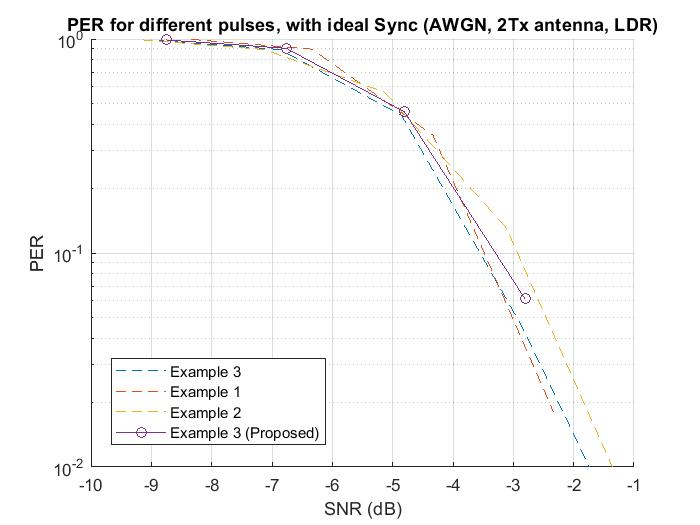 PER for different pulses, with ideal Sync (AWGN, 2Tx antenna, LDR)
10^0
10^-1
10^-2
PER
Example 3
Example 1
Example 2
Example 3 (Proposed)
-10 -9 -8 -7 -6 -5 -4 -3 -2 -1
SNR (dB)